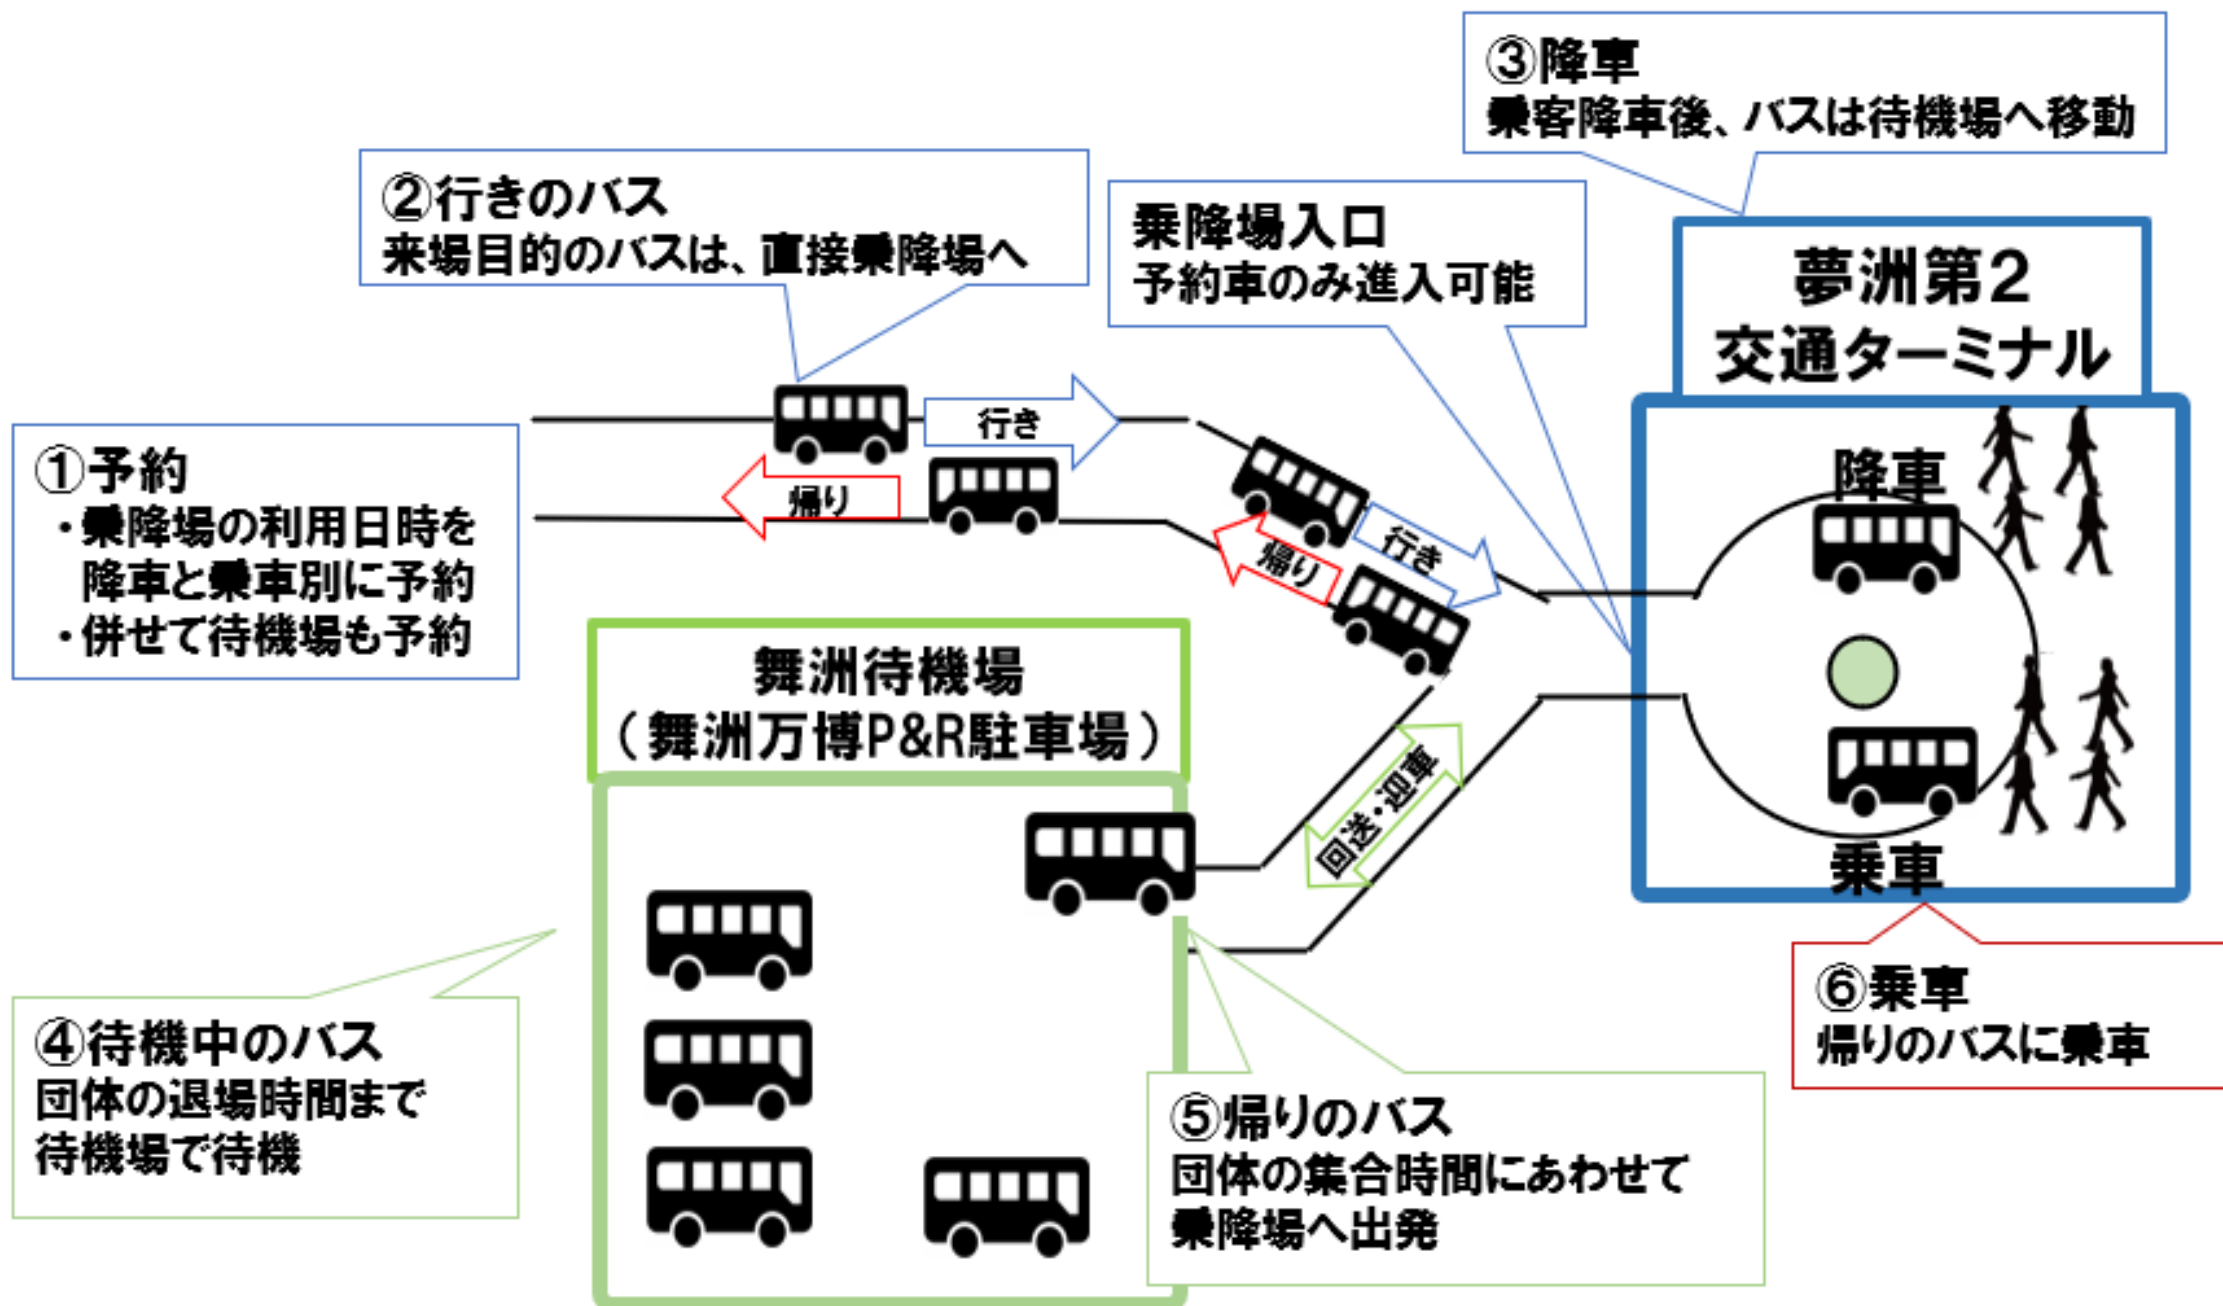 ①予約
・乗降場の利用日時を
降車と乗車別に予約
・併せて待機場も予約
②行きのバス
来場目的のバスは、直接乗降場へ
乗降場入口
予約車のみ進入可能
③降車
乗客降車後、バスは待機場へ移動
夢洲第2
交通ターミナル
行き
帰り
行き
帰り
降車
乗車
回送・迎車
舞洲待機場
（舞洲万博P&R駐車場）
④待機中のバス
団体の退場時間まで
待機場で待機
⑤帰りのバス
団体の集合時間にあわせて
乗降場へ出発
⑥乗車
帰りのバスに乗車